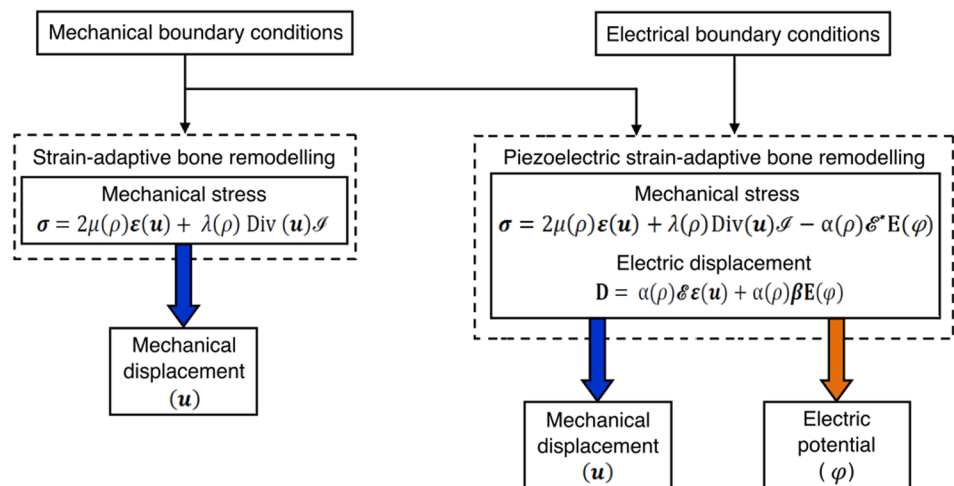 Mechanical boundary conditions
Electrical boundary conditions
Strain-adaptive bone remodelling
Mechanical stress
𝝈 = 2μ(ρ)𝜺(𝒖) + λ(ρ) Div (𝒖)ℐ
Mechanical
displacement
(𝒖)
Piezoelectric strain-adaptive bone remodelling
Mechanical stress
𝝈 = 2μ(ρ)𝜺(𝒖) + λ(ρ)Div(𝒖)ℐ − α(ρ)ℰ*E(φ)
Electric displacement
D = α(ρ)ℰ𝜺(𝒖) + α(ρ)𝜷E(φ)
Mechanical
displacement
(𝒖)
Electric
potential
(φ)